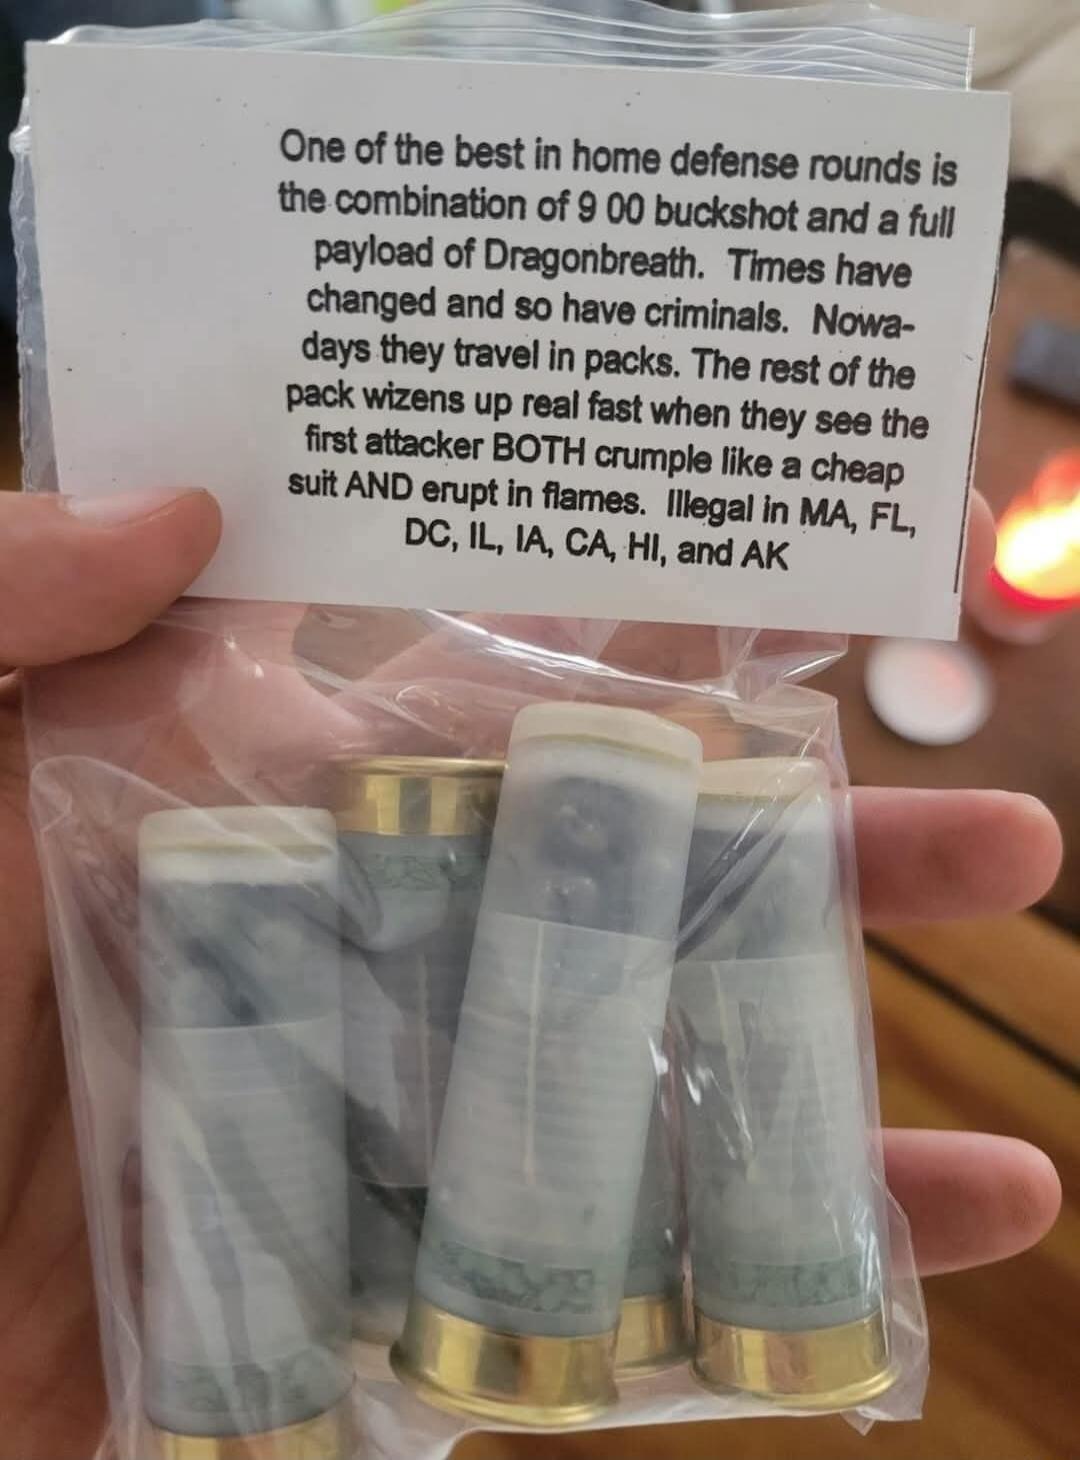 One of the best in home defense rounds is
the combination of 9 00 buckshot and a full
payload of Dragonbreath. Times have
changed and so have criminals. Nowa-
days they travel in packs. The rest of the
pack wizens up real fast when they see the
first attacker BOTH crumple like a cheap
suit AND erupt in flames. Illegal in MA, FL,
DC, IL, IA, CA, HI, and AK